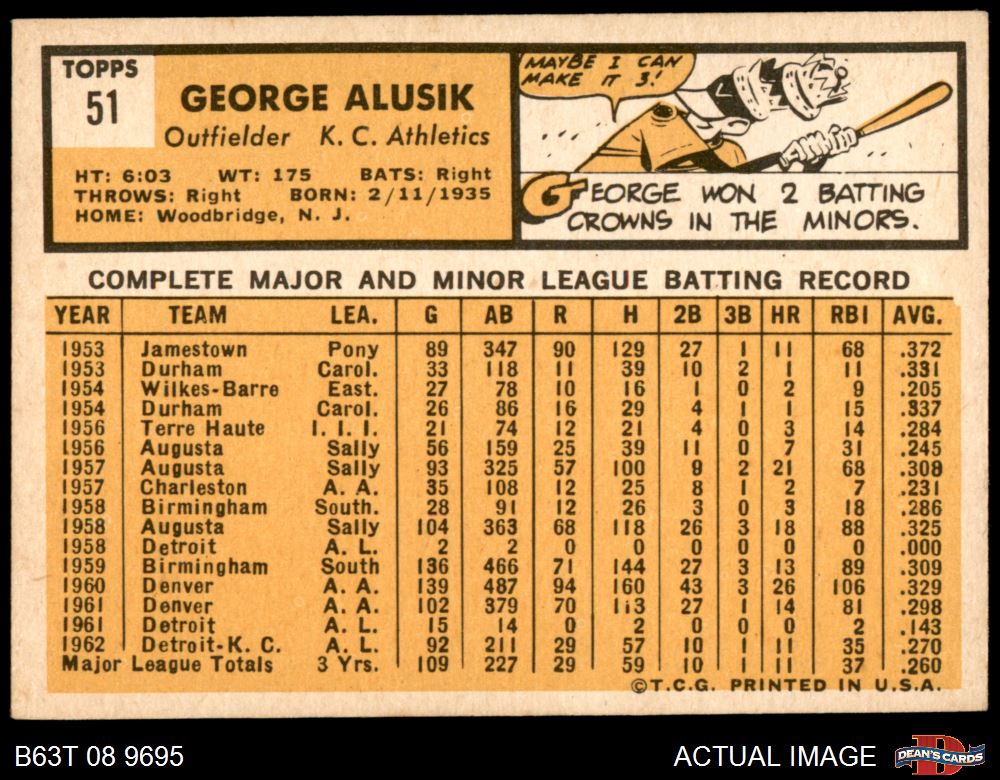 TOPPS
51
GEORGE ALUSIK
Outfielder K. C. Athletics
HT: 6:03 WT: 175 BATS: Right
THROWS: Right BORN: 2/11/1935
HOME: Woodbridge, N. J.
MAYBE I CAN
MAKE IT 3!
GEORGE WON 2 BATTING
CROWNS IN THE MINORS.
COMPLETE MAJOR AND MINOR LEAGUE BATTING RECORD
YEAR TEAM LEA. G AB R H 2B 3B HR RBI AVG.
1953 Jamestown Pony 89 347 90 129 27 1 11 68 .372
1953 Durham Carol. 33 118 11 39 10 2 1 11 .331
1954 Wilkes-Barre East. 27 78 10 16 1 0 2 9 .205
1954 Durham Carol. 26 86 16 29 4 1 1 15 .337
1956 Terre Haute I. I. I. 21 74 12 21 4 0 3 14 .284
1956 Augusta Sally 56 159 25 39 11 0 7 31 .245
1957 Augusta Sally 93 325 57 100 9 2 21 68 .308
1957 Charleston A. A. 35 108 12 25 8 1 2 7 .231
1958 Birmingham South. 28 91 12 26 3 0 3 18 .286
1958 Augusta Sally 104 363 68 118 26 3 18 88 .325
1958 Detroit A. L. 2 2 0 0 0 0 0 0 .000
1959 Birmingham South 136 466 71 144 27 3 13 89 .309
1960 Denver A. A. 139 487 94 160 43 3 26 106 .329
1961 Denver A. A. 102 379 70 113 27 1 14 81 .298
1961 Detroit A. L. 15 14 0 2 0 0 0 2 .143
1962 Detroit-K. C. A. L. 92 211 29 57 10 1 11 35 .270
Major League Totals 3 Yrs. 109 227 29 59 10 1 11 37 .260
©T.C.G. PRINTED IN U.S.A.
B63T 08 9695 ACTUAL IMAGE DEAN'S CARDS